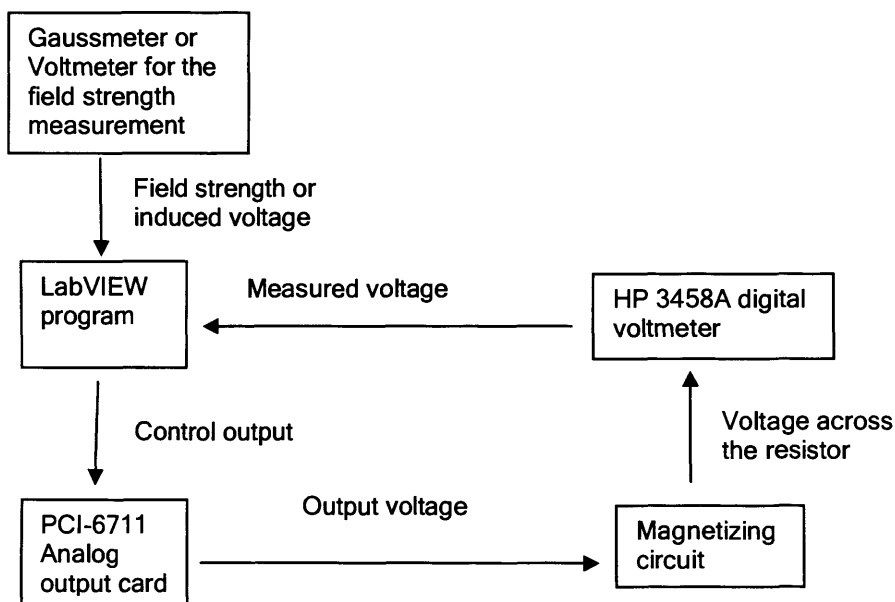 Gaussmeter or
Voltmeter for the
field strength
measurement
Field strength or
induced voltage
LabVIEW
program
Measured voltage
HP 3458A digital
voltmeter
Control output
Voltage across
the resistor
PCI-6711
Analog
output card
Output voltage
Magnetizing
circuit